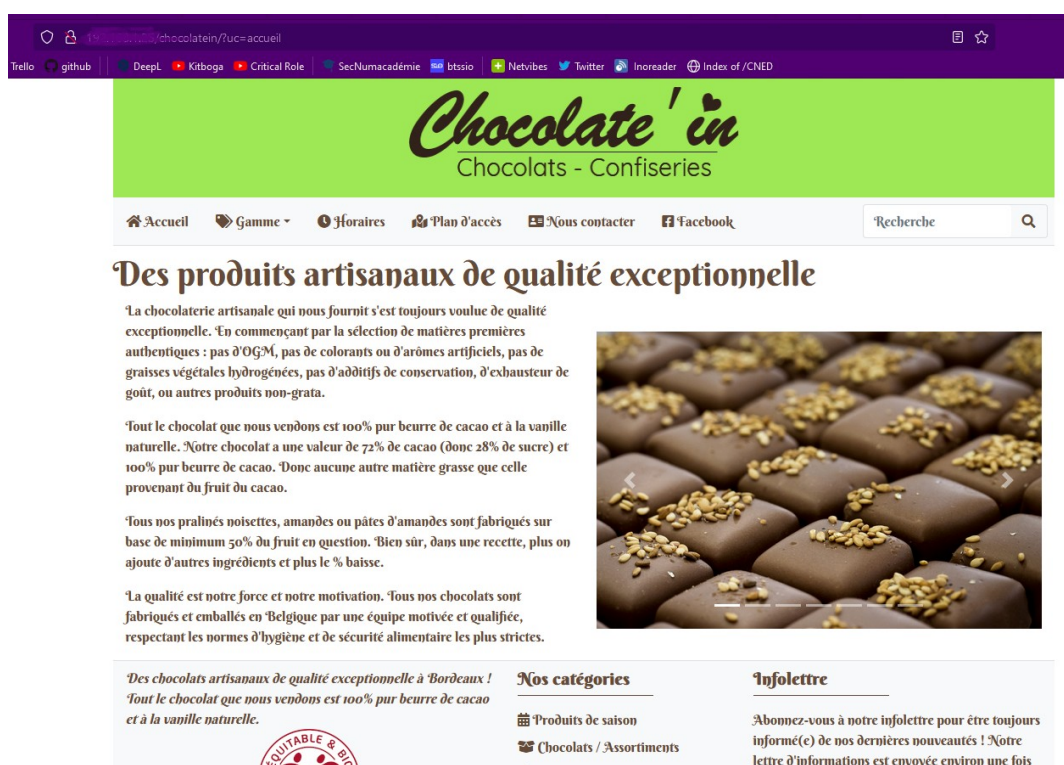 /chocolatein/?uc=accueil
Trello github DeepL Kitboga Critical Role SecNumacadémie btssio Netvibes Twitter Inoreader Index of /CNED
Chocolate'in
Chocolats - Confiseries
Accueil Gamme Horaires Plan d'accès Nous contacter Facebook Recherche
Des produits artisanaux de qualité exceptionnelle
La chocolaterie artisanale qui nous fournit s'est toujours voulue de qualité
exceptionnelle. En commençant par la sélection de matières premières
authentiques : pas d'OGM, pas de colorants ou d'arômes artificiels, pas de
graisses végétales hydrogénées, pas d'additifs de conservation, d'exhausteur de
goût, ou autres produits non-grata.
Tout le chocolat que nous vendons est 100% pur beurre de cacao et à la vanille
naturelle. Notre chocolat a une valeur de 72% de cacao (donc 28% de sucre) et
100% pur beurre de cacao. Donc aucune autre matière grasse que celle
provenant du fruit du cacao.
Tous nos pralinés noisettes, amandes ou pâtes d'amandes sont fabriqués sur
base de minimum 50% du fruit en question. Bien sûr, dans une recette, plus on
ajoute d'autres ingrédients et plus le % baisse.
La qualité est notre force et notre motivation. Tous nos chocolats sont
fabriqués et emballés en Belgique par une équipe motivée et qualifiée,
respectant les normes d'hygiène et de sécurité alimentaire les plus strictes.
Des chocolats artisanaux de qualité exceptionnelle à Bordeaux !
Tout le chocolat que nous vendons est 100% pur beurre de cacao
et à la vanille naturelle.
ÉQUITABLE & BIO
Nos catégories
Produits de saison
Chocolats / Assortiments
Infolettre
Abonnez-vous à notre infolettre pour être toujours
informé(e) de nos dernières nouveautés ! Notre
lettre d'informations est envoyée environ une fois